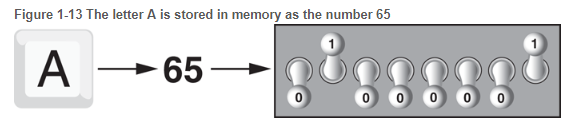 Figure 1-13 The letter A is stored in memory as the number 65
A 65 0 1 0 0 0 0 0 1